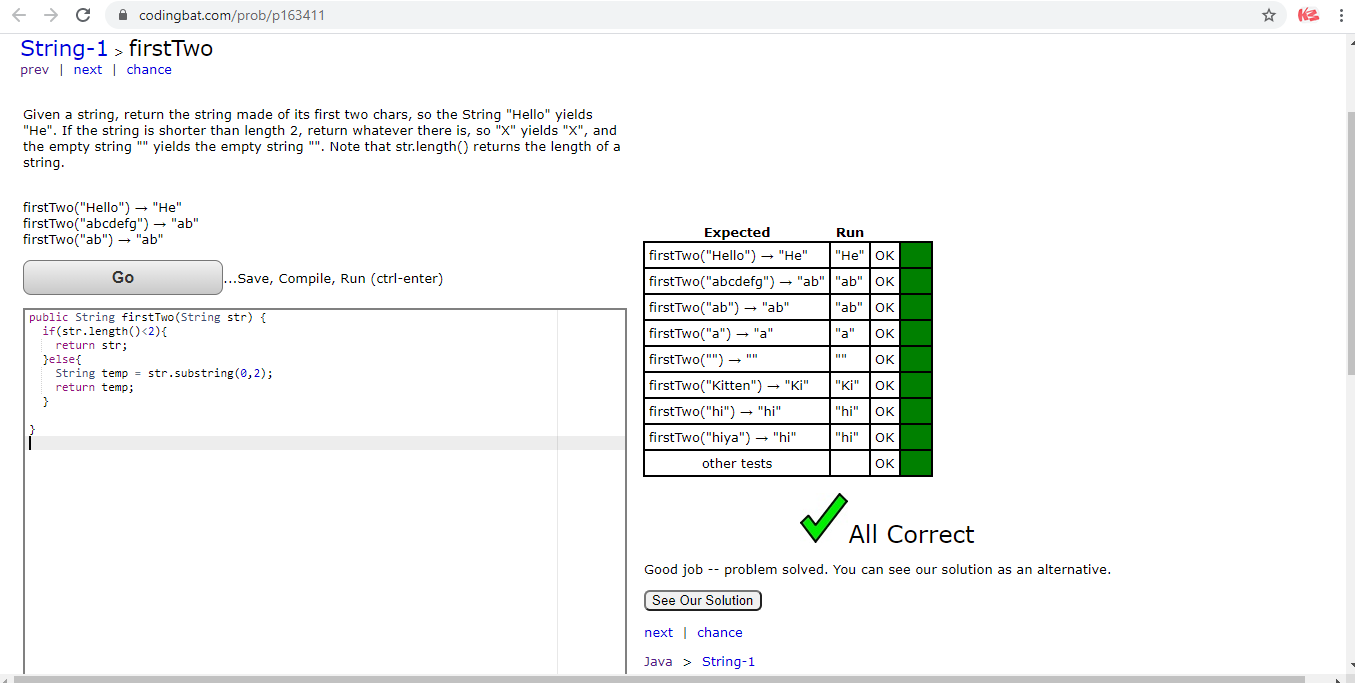 codingbat.com/prob/p163411
String-1 > firstTwo
prev | next | chance
Given a string, return the string made of its first two chars, so the String "Hello" yields
"He". If the string is shorter than length 2, return whatever there is, so "X" yields "X", and
the empty string "" yields the empty string "". Note that str.length() returns the length of a
string.
firstTwo("Hello") → "He"
firstTwo("abcdefg") → "ab"
firstTwo("ab") → "ab"
Go ...Save, Compile, Run (ctrl-enter)
public String firstTwo(String str) {
  if(str.length()<2){
    return str;
  }else{
    String temp = str.substring(0,2);
    return temp;
  }
}
Expected Run
firstTwo("Hello") → "He" "He" OK
firstTwo("abcdefg") → "ab" "ab" OK
firstTwo("ab") → "ab" "ab" OK
firstTwo("a") → "a" "a" OK
firstTwo("") → "" "" OK
firstTwo("Kitten") → "Ki" "Ki" OK
firstTwo("hi") → "hi" "hi" OK
firstTwo("hiya") → "hi" "hi" OK
other tests OK
All Correct
Good job -- problem solved. You can see our solution as an alternative.
See Our Solution
next | chance
Java > String-1